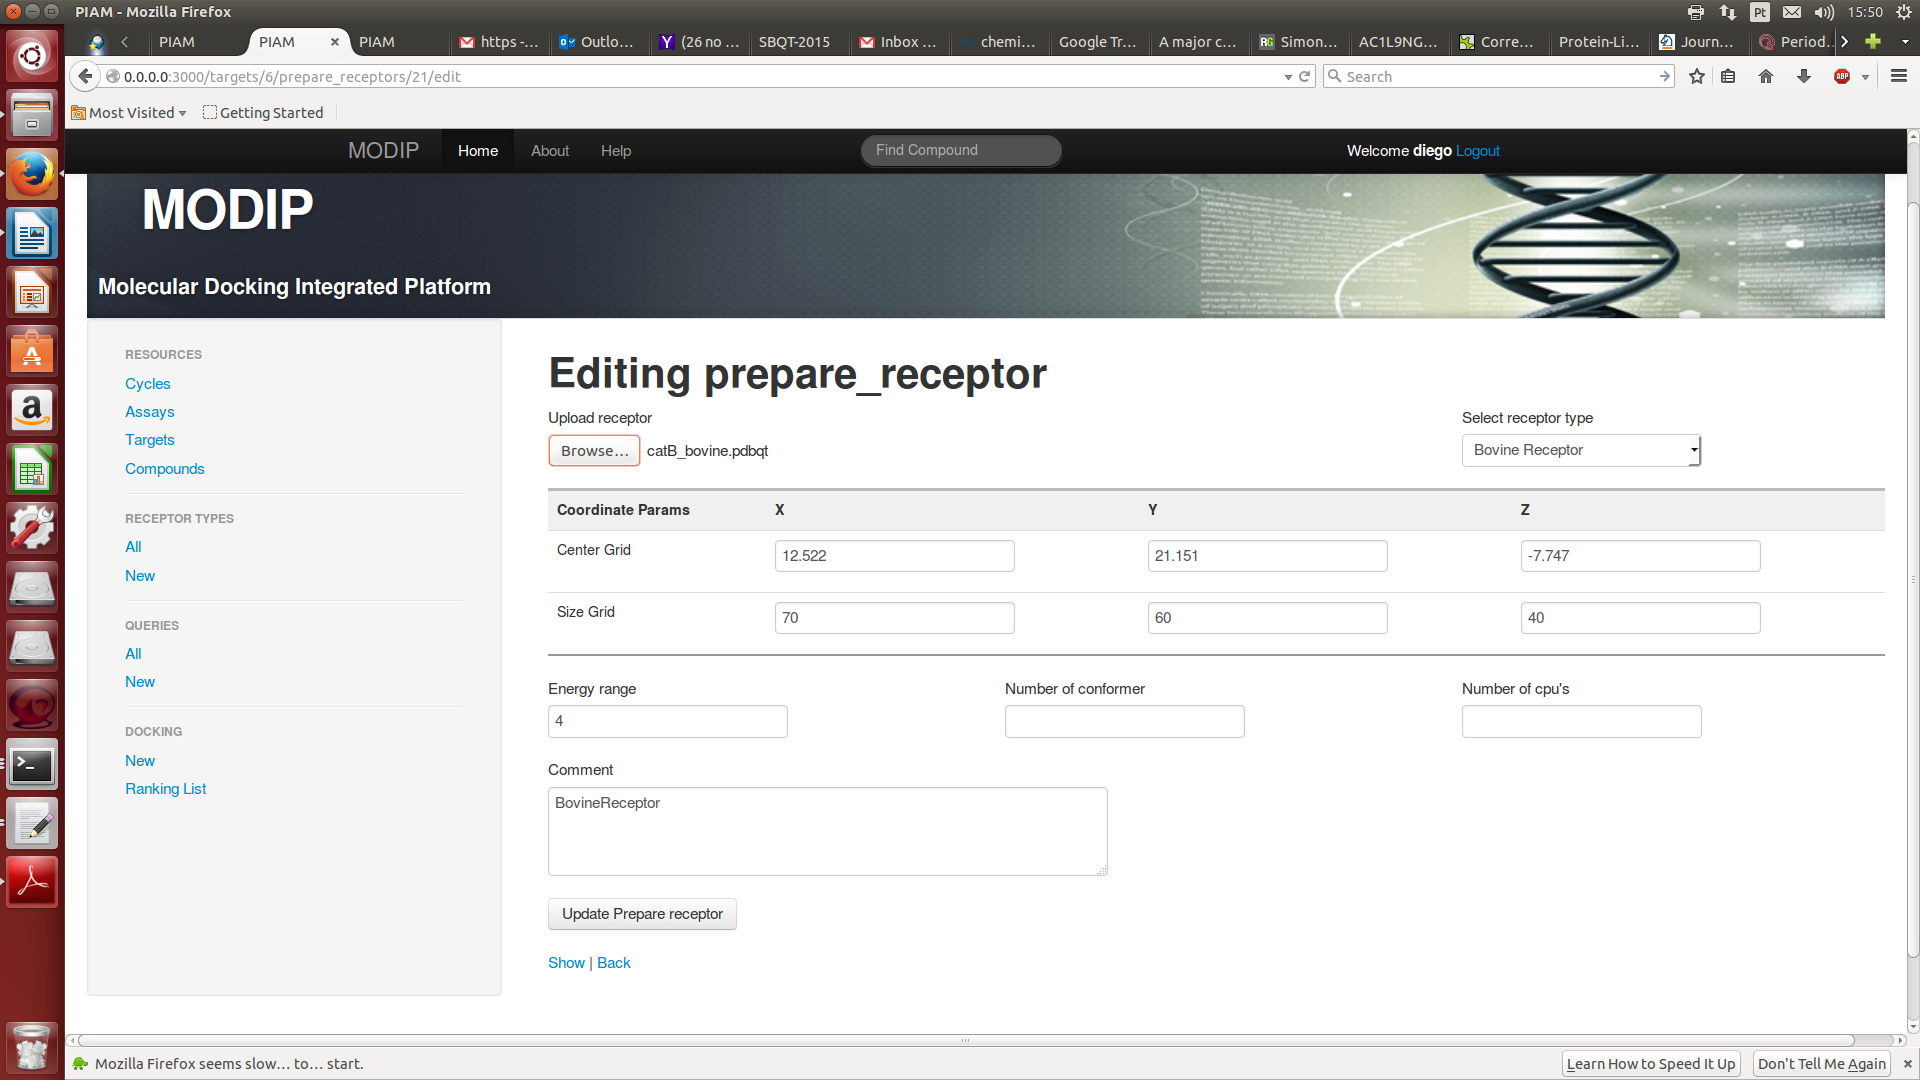 PIAM - Mozilla Firefox
Pt
15:50
PIAM
PIAM
PIAM
https -...
Outlo...
(26 no ...
SBQT-2015
Inbox ...
chemi...
Google Tr...
A major c...
RG Simon...
AC1L9NG...
Corre...
Protein-Li...
Journ...
Period...
0.0.0.0:3000/targets/6/prepare_receptors/21/edit
Search
ABP
Most Visited
Getting Started
MODIP
Home
About
Help
Find Compound
Welcome diego Logout
MODIP
Molecular Docking Integrated Platform
RESOURCES
Cycles
Assays
Targets
Compounds
RECEPTOR TYPES
All
New
QUERIES
All
New
DOCKING
New
Ranking List
Editing prepare_receptor
Upload receptor
Select receptor type
Browse... catB_bovine.pdbqt
Bovine Receptor
Coordinate Params X Y Z
Center Grid 12.522 21.151 -7.747
Size Grid 70 60 40
Energy range
Number of conformer
Number of cpu's
4
Comment
BovineReceptor
Update Prepare receptor
Show | Back
Mozilla Firefox seems slow... to... start.
Learn How to Speed It Up
Don't Tell Me Again